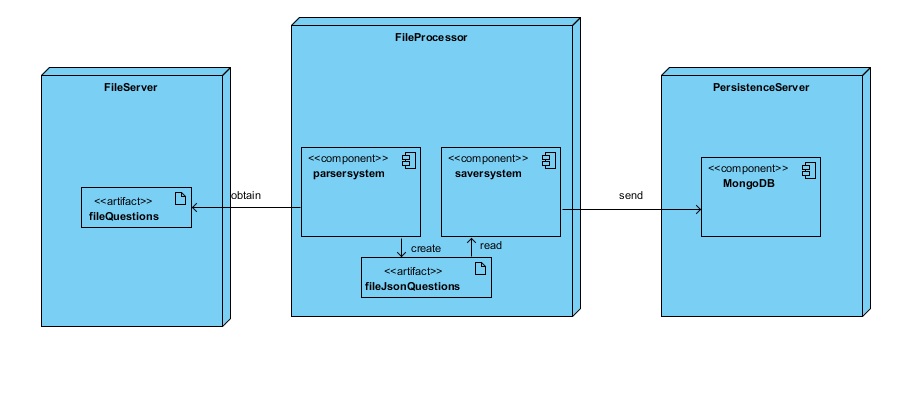 FileServer
<<artifact>>
fileQuestions
obtain
FileProcessor
<<component>>
parsersystem
<<component>>
saversystem
create
read
<<artifact>>
fileJsonQuestions
send
PersistenceServer
<<component>>
MongoDB